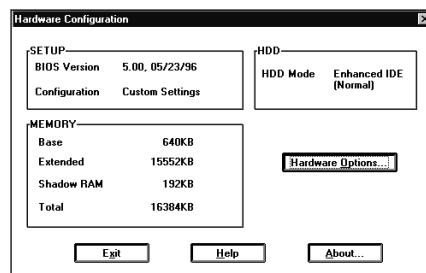 Hardware Configuration
SETUP
BIOS Version 5.00, 05/23/96
Configuration Custom Settings
HDD
HDD Mode Enhanced IDE
(Normal)
MEMORY
Base 640KB
Extended 15552KB
Shadow RAM 192KB
Total 16384KB
Hardware Options...
Exit Help About...